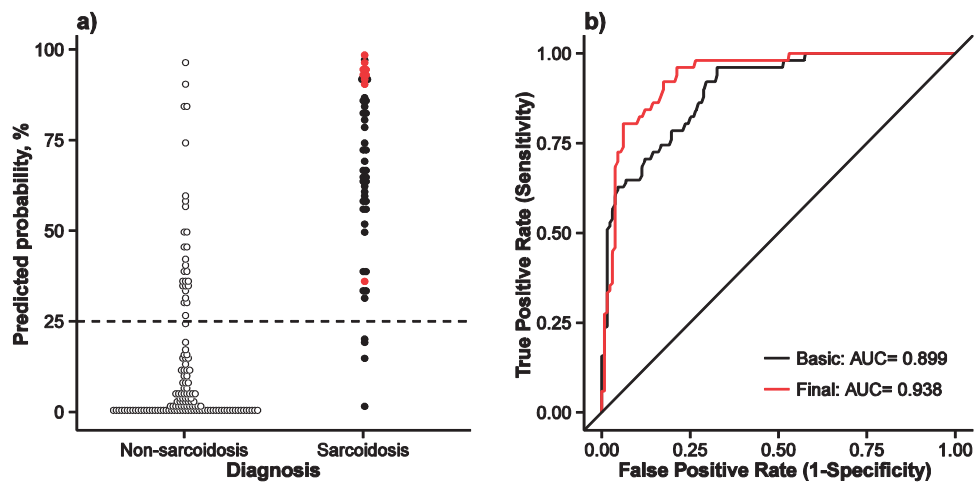 a)
100
75
50
25
0
Predicted probability, %
Non-sarcoidosis
Sarcoidosis
Diagnosis
b)
1.00
0.75
0.50
0.25
0.00
True Positive Rate (Sensitivity)
Basic: AUC= 0.899
Final: AUC= 0.938
0.00
0.25
0.50
0.75
1.00
False Positive Rate (1-Specificity)